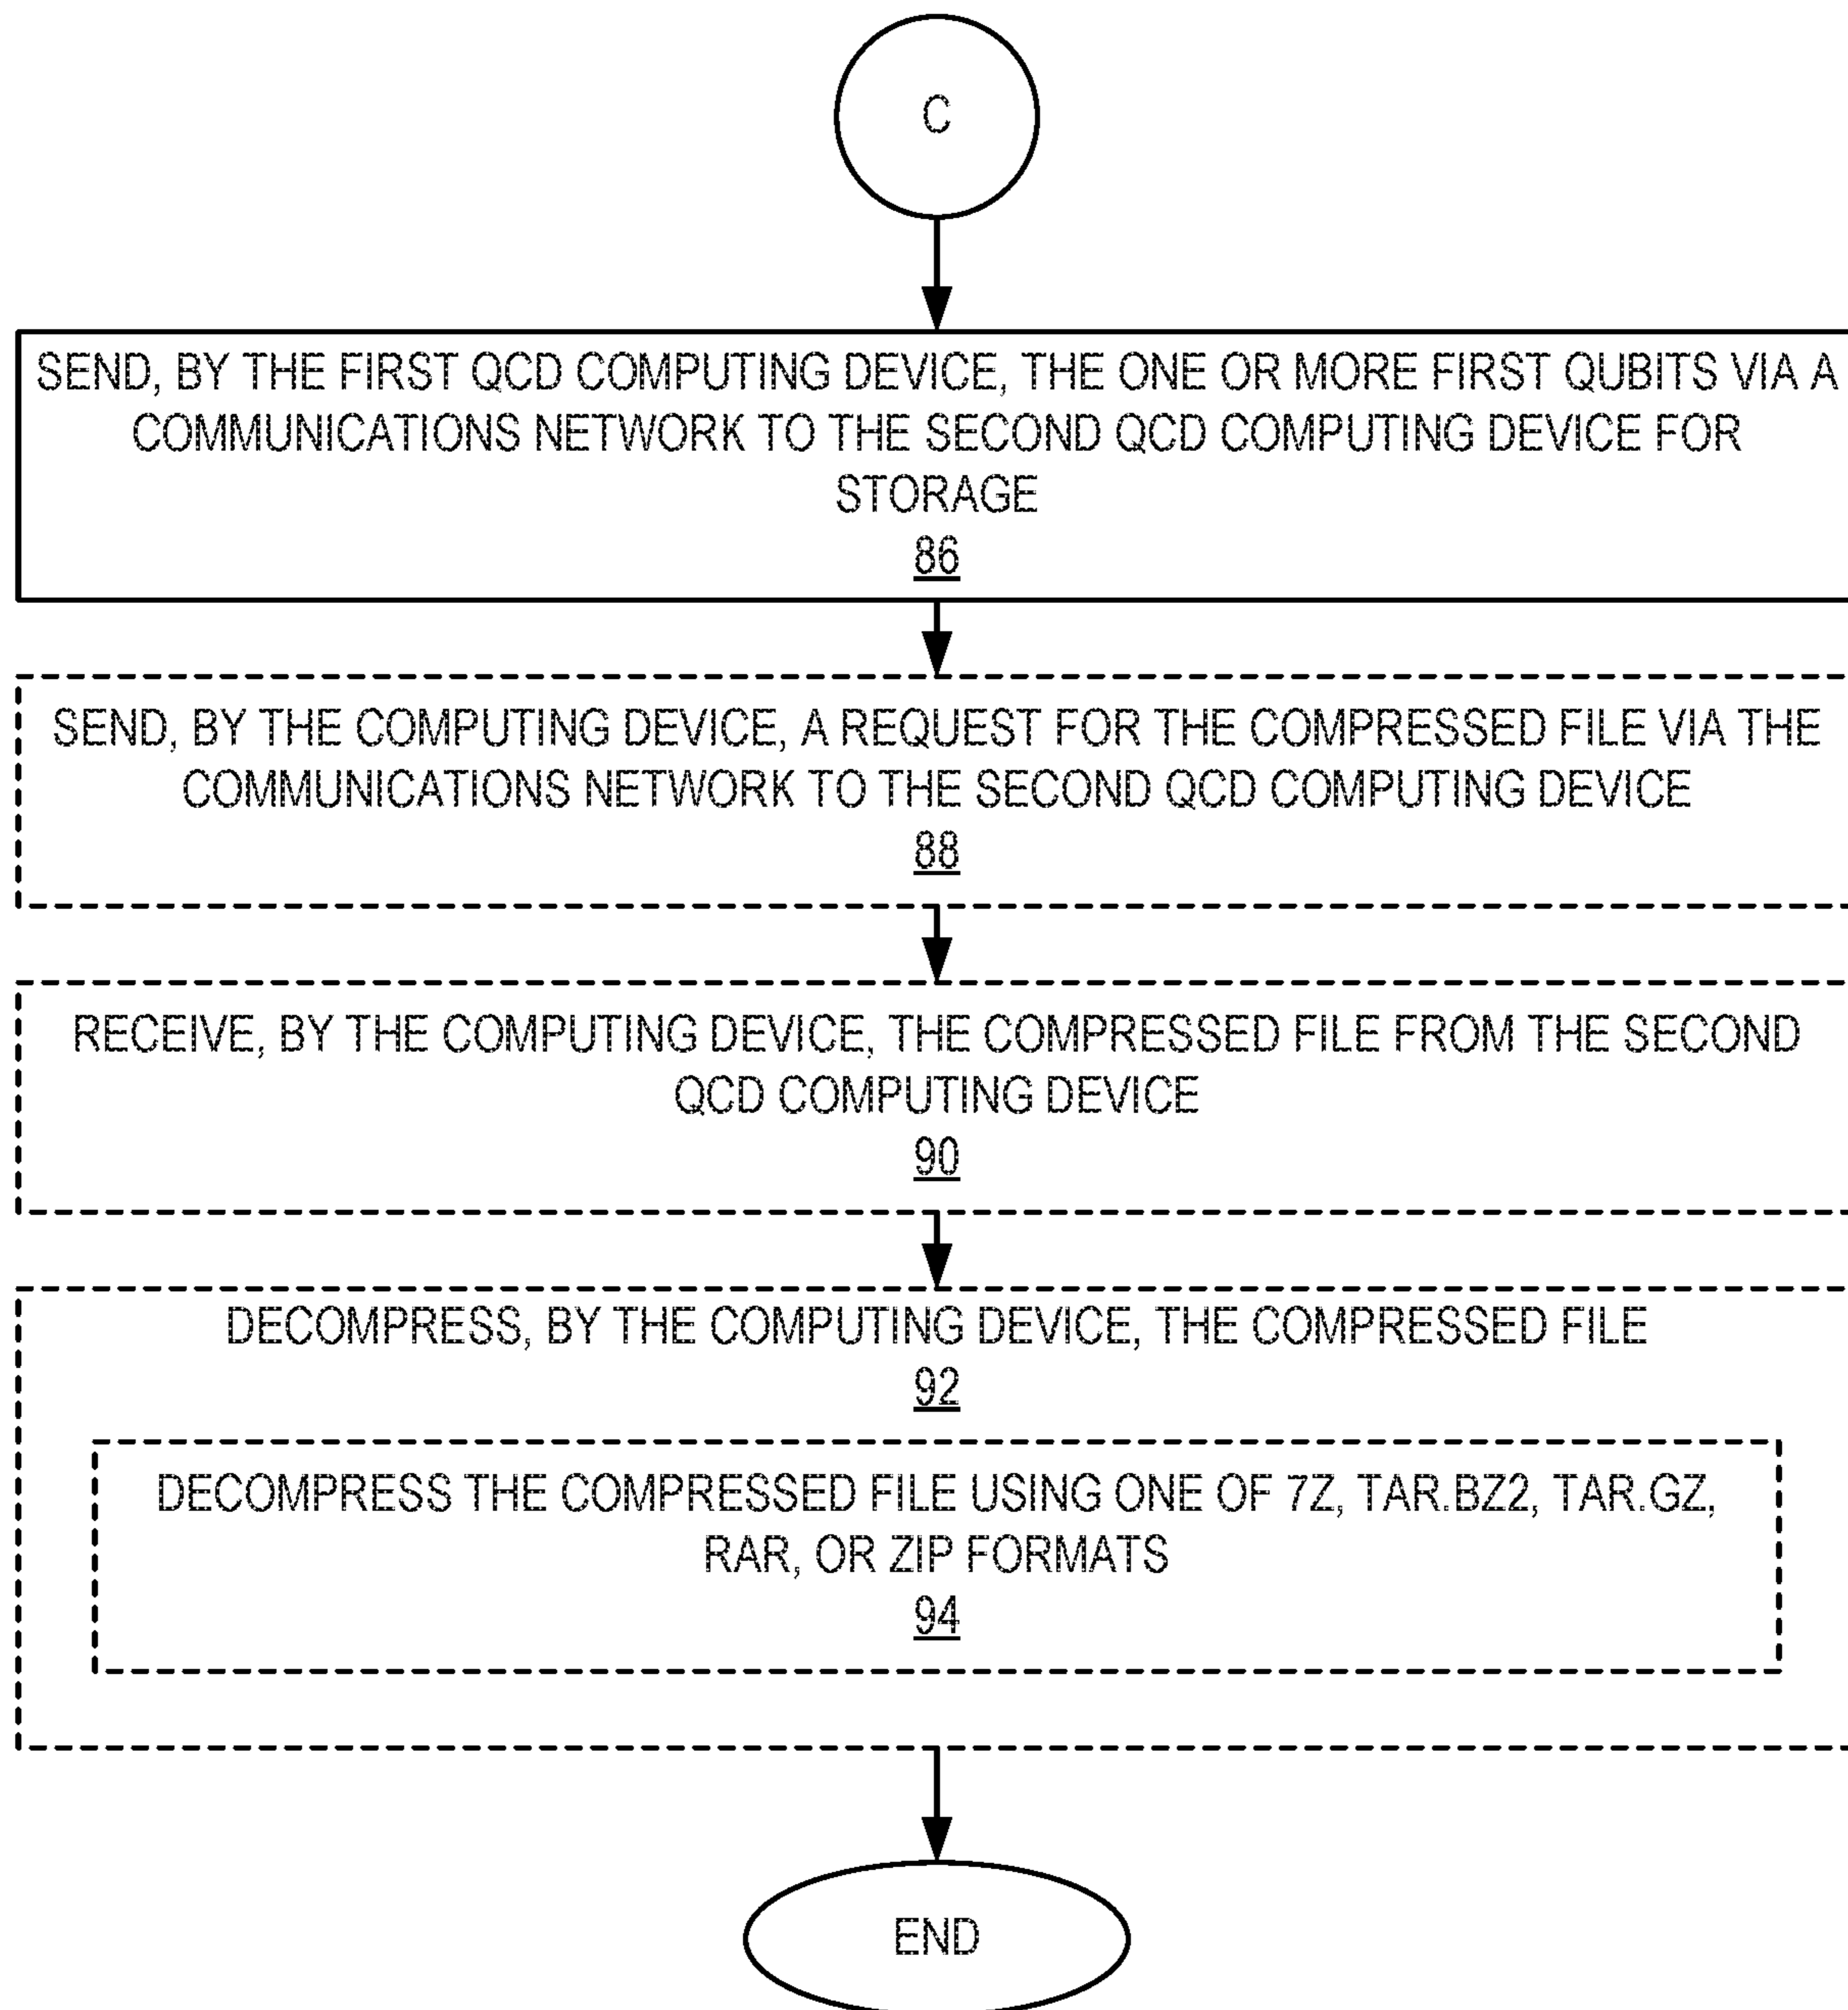 C
SEND, BY THE FIRST QCD COMPUTING DEVICE, THE ONE OR MORE FIRST QUBITS VIA A
COMMUNICATIONS NETWORK TO THE SECOND QCD COMPUTING DEVICE FOR
STORAGE
86
SEND, BY THE COMPUTING DEVICE, A REQUEST FOR THE COMPRESSED FILE VIA THE
COMMUNICATIONS NETWORK TO THE SECOND QCD COMPUTING DEVICE
88
RECEIVE, BY THE COMPUTING DEVICE, THE COMPRESSED FILE FROM THE SECOND
QCD COMPUTING DEVICE
90
DECOMPRESS, BY THE COMPUTING DEVICE, THE COMPRESSED FILE
92
DECOMPRESS THE COMPRESSED FILE USING ONE OF 7Z, TAR.BZ2, TAR.GZ,
RAR, OR ZIP FORMATS
94
END